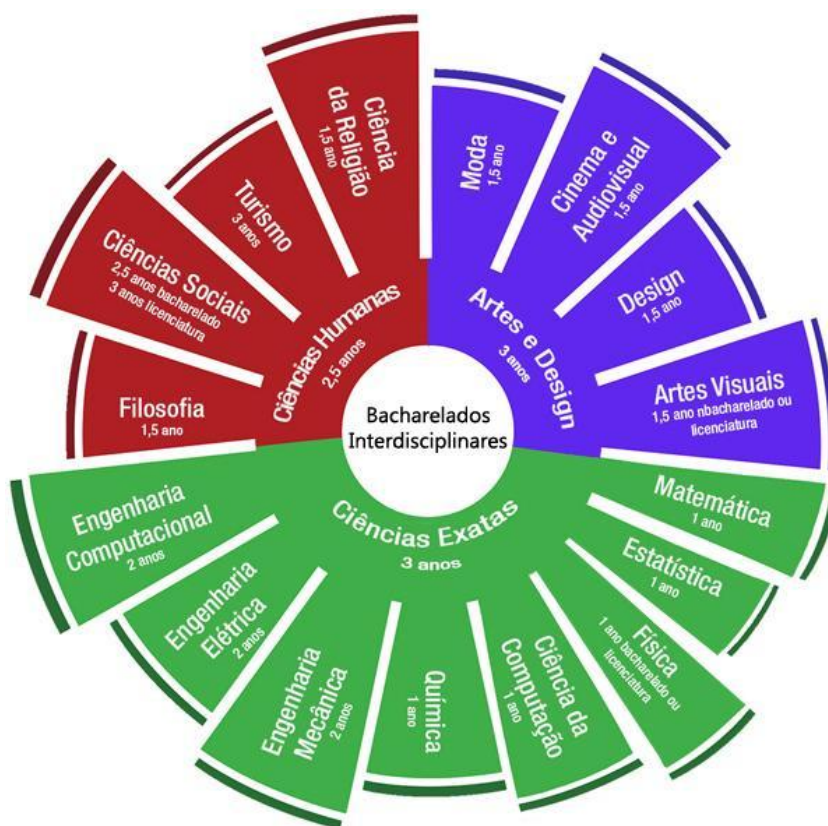 Bacharelados
Interdisciplinares
Ciências Humanas
2,5 anos
Filosofia
1,5 ano
Ciências Sociais
2,5 anos bacharelado
3 anos licenciatura
Turismo
3 anos
Ciência
da Religião
1,5 ano
Artes e Design
3 anos
Moda
1,5 ano
Cinema e
Audiovisual
1,5 ano
Design
1,5 ano
Artes Visuais
1,5 ano nbacharelado ou
licenciatura
Ciências Exatas
3 anos
Matemática
1 ano
Estatística
1 ano
Física
1 ano bacharelado ou
licenciatura
Ciência da
Computação
1 ano
Química
1 ano
Engenharia
Mecânica
2 anos
Engenharia
Elétrica
2 anos
Engenharia
Computacional
2 anos